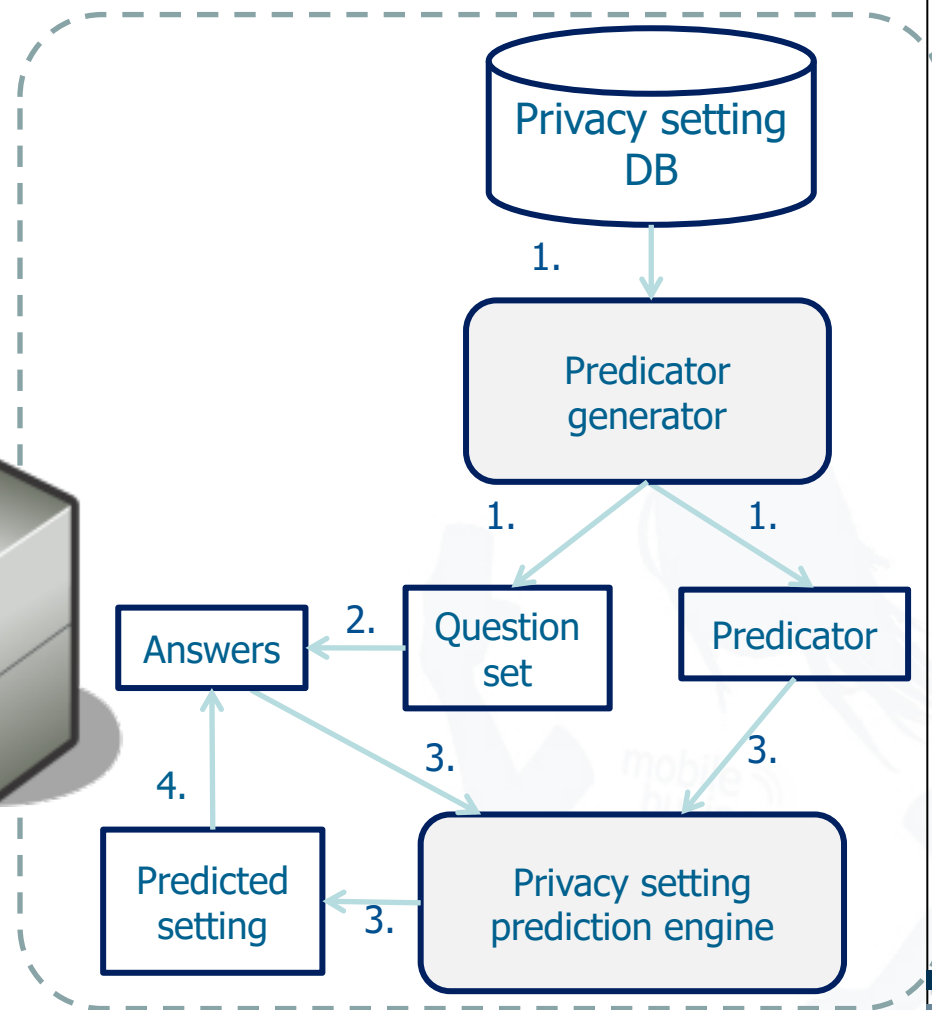 Privacy setting
DB
1.
Predicator
generator
1.
1.
Answers
2.
Question
set
Predicator
3.
3.
4.
mobile
Predicted
setting
3.
Privacy setting
prediction engine